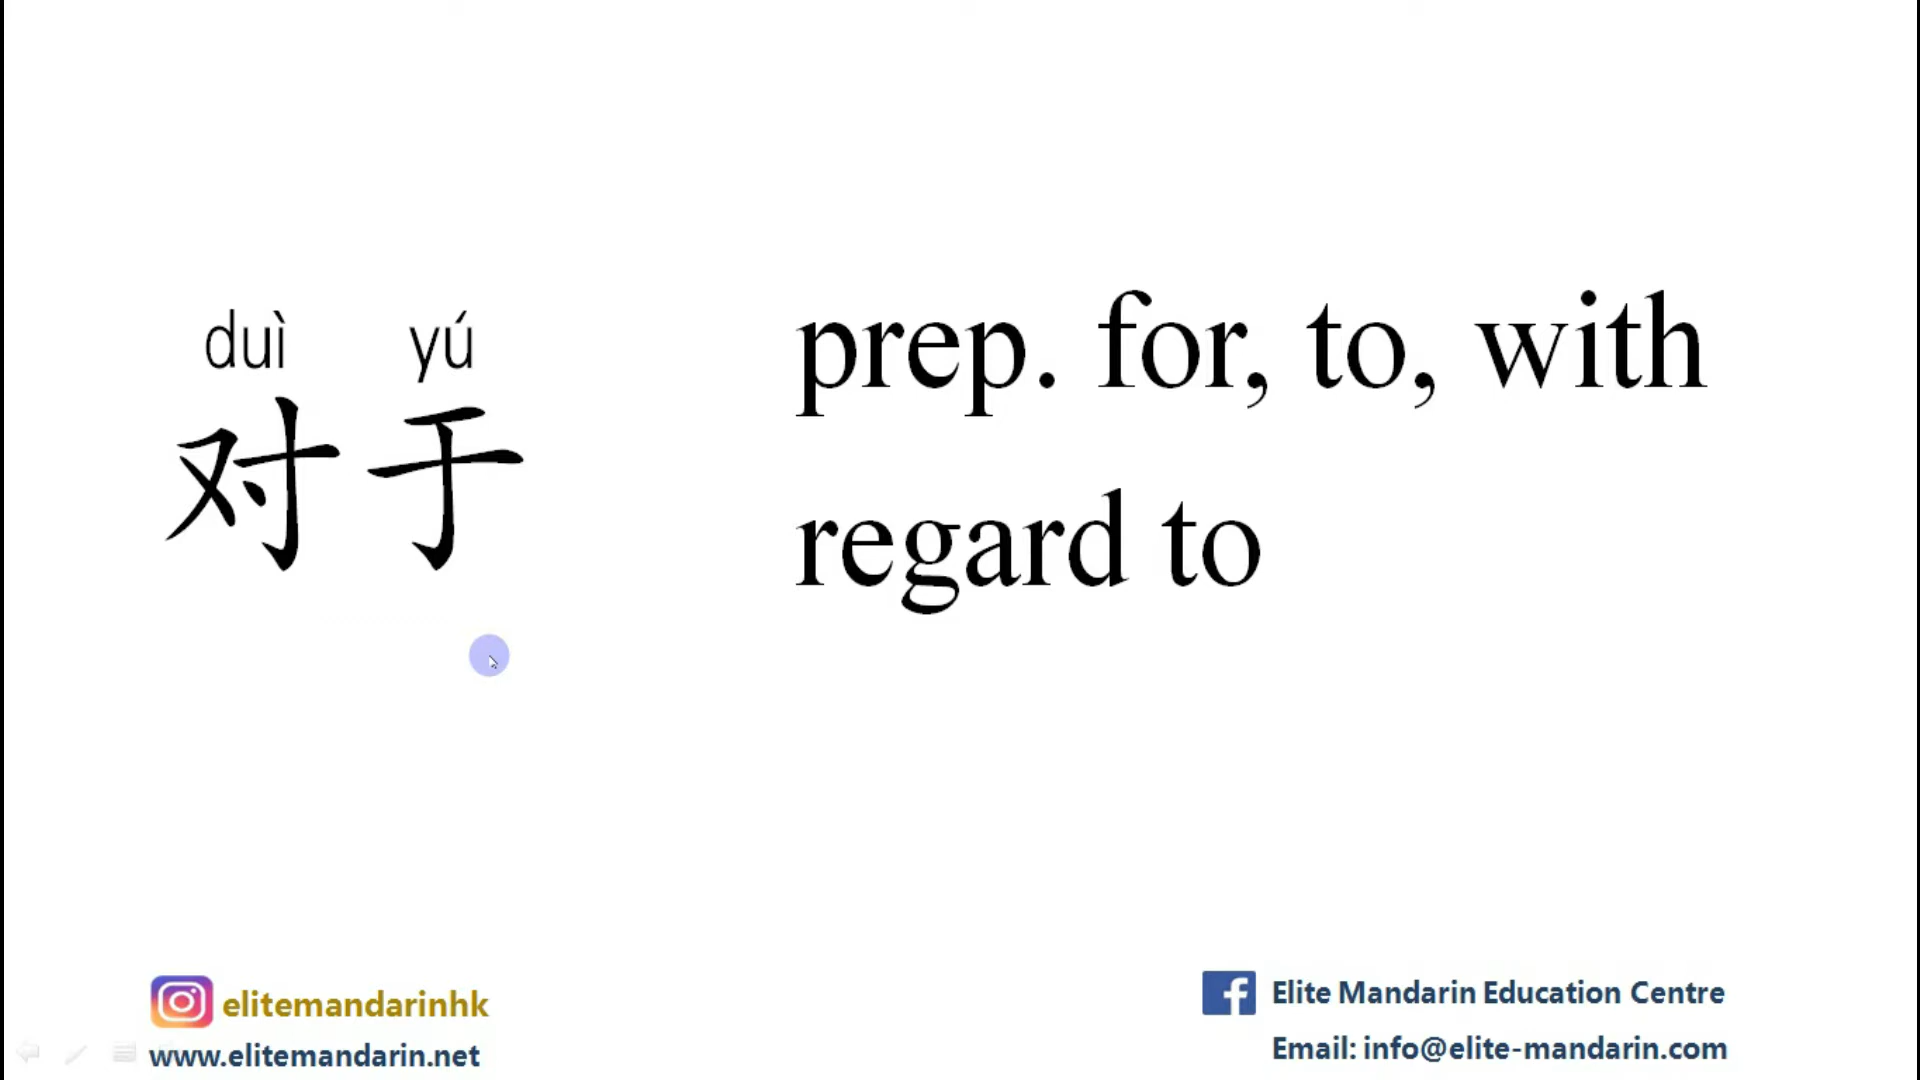 duì yú
对于
prep. for, to, with
regard to
elitemandarinhk
www.elitemandarin.net
Elite Mandarin Education Centre
Email: info@elite-mandarin.com